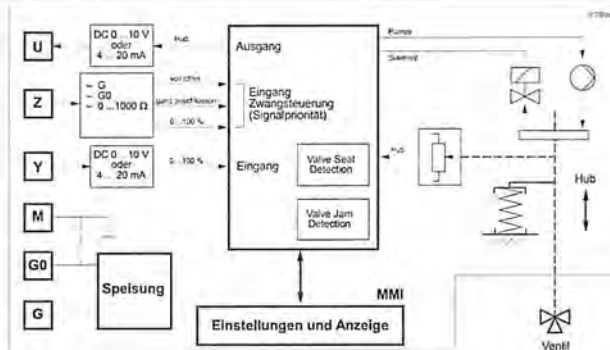 U
DC 0 ... 10 V
oder
4 ... 20 mA
Hub
Ausgang
Z
G
G0
0 ... 1000 Ω
0 ... 100 %
Eingang
Zwangsteuerung
(Signalpriorität)
Y
DC 0 ... 10 V
oder
4 ... 20 mA
0 ... 100 %
Eingang
Valve Seat
Detection
Valve Jam
Detection
Hub
Hub
M
G0
G
Speisung
MMI
Einstellungen und Anzeige
Ventil